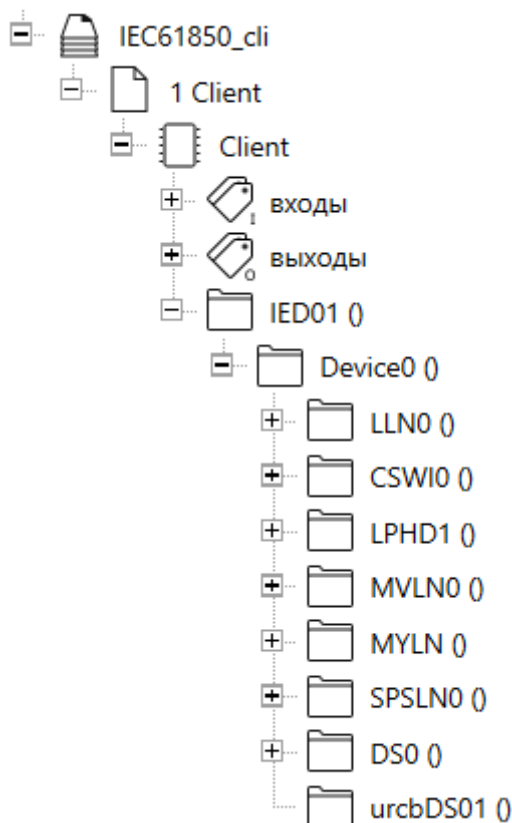 IEC61850_cli
1 Client
Client
входы
I
выходы
O
IED01 ()
Device0 ()
LLN0 ()
CSWI0 ()
LPHD1 ()
MVLN0 ()
MYLN ()
SPSLN0 ()
DS0 ()
urcbDS01 ()